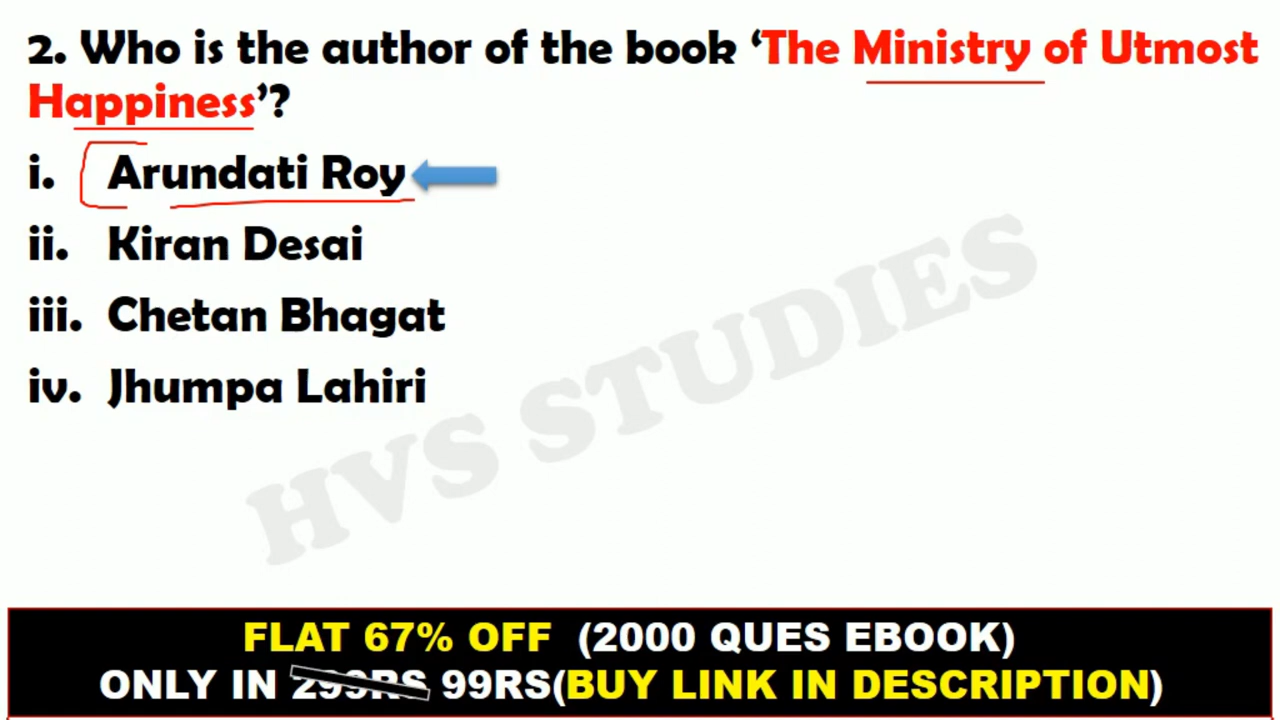 2. Who is the author of the book ‘The Ministry of Utmost
Happiness’?
i. Arundati Roy
ii. Kiran Desai
iii. Chetan Bhagat
iv. Jhumpa Lahiri
HVS STUDIES
FLAT 67% OFF (2000 QUES EBOOK)
ONLY IN 299RS 99RS(BUY LINK IN DESCRIPTION)